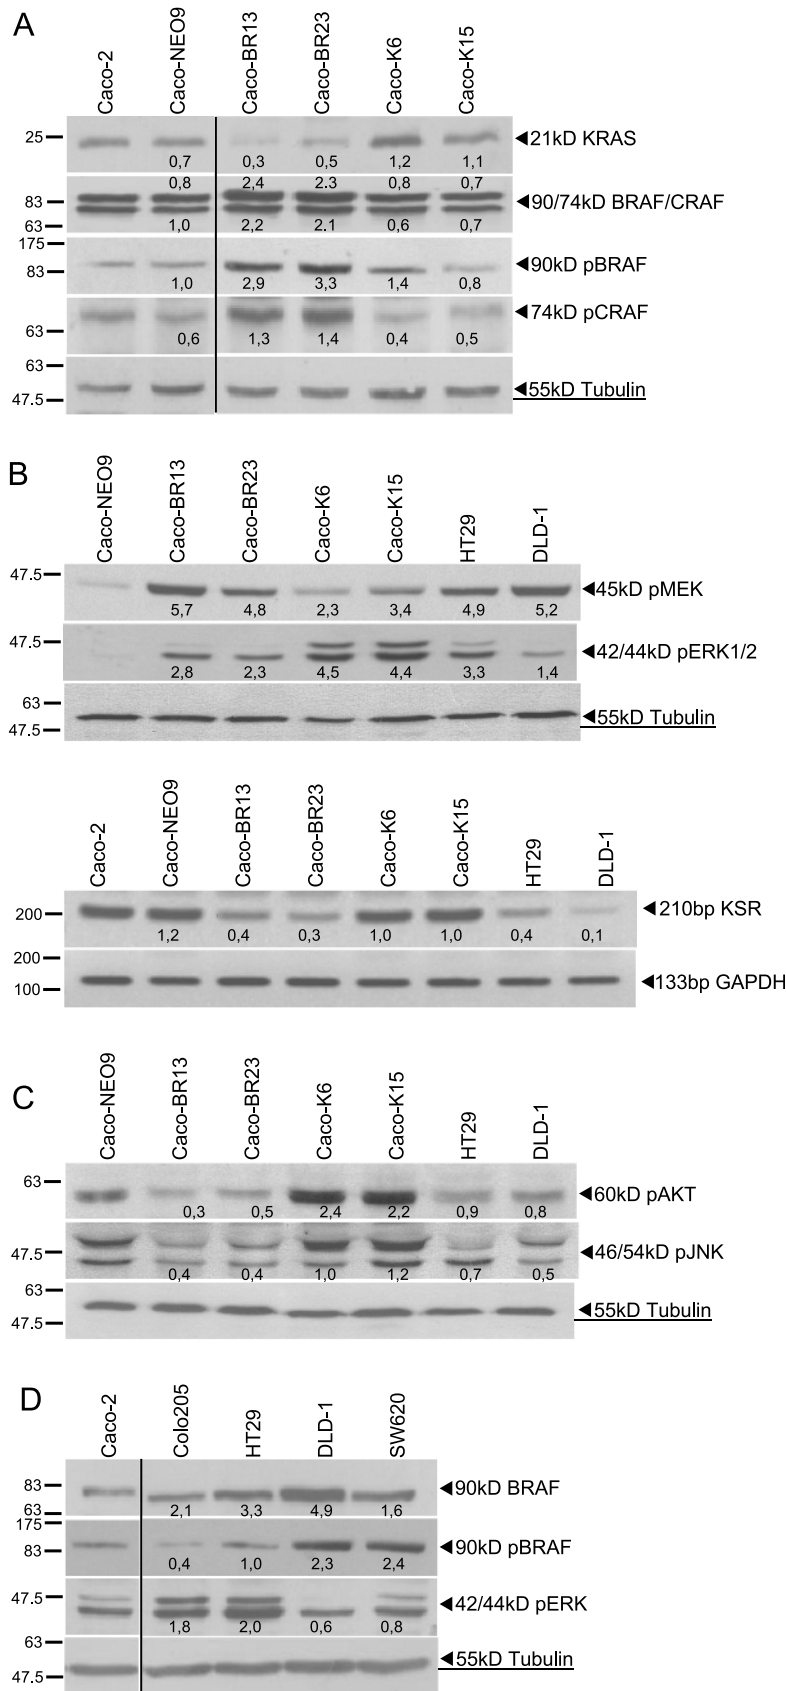 A
Caco-2 Caco-NEO9 Caco-BR13 Caco-BR23 Caco-K6 Caco-K15
25 21kD KRAS
0,7 0,3 0,5 1,2 1,1
0,8 2,4 2.3 0,8 0,7
83 90/74kD BRAF/CRAF
63 1,0 2,2 2.1 0,6 0,7
175
83 90kD pBRAF
1,0 2,9 3,3 1,4 0,8
74kD pCRAF
63 0,6 1,3 1,4 0,4 0,5
63
47.5 55kD Tubulin
B
Caco-NEO9 Caco-BR13 Caco-BR23 Caco-K6 Caco-K15 HT29 DLD-1
47.5 45kD pMEK
5,7 4,8 2,3 3,4 4,9 5,2
47.5 42/44kD pERK1/2
2,8 2,3 4,5 4,4 3,3 1,4
63
47.5 55kD Tubulin
Caco-2 Caco-NEO9 Caco-BR13 Caco-BR23 Caco-K6 Caco-K15 HT29 DLD-1
200 210bp KSR
1,2 0,4 0,3 1,0 1,0 0,4 0,1
200
100 133bp GAPDH
C
Caco-NEO9 Caco-BR13 Caco-BR23 Caco-K6 Caco-K15 HT29 DLD-1
63 60kD pAKT
0,3 0,5 2,4 2,2 0,9 0,8
47.5 46/54kD pJNK
0,4 0,4 1,0 1,2 0,7 0,5
63
47.5 55kD Tubulin
D
Caco-2 Colo205 HT29 DLD-1 SW620
83 90kD BRAF
63 2,1 3,3 4,9 1,6
175
83 90kD pBRAF
0,4 1,0 2,3 2,4
47.5 42/44kD pERK
1,8 2,0 0,6 0,8
63
47.5 55kD Tubulin